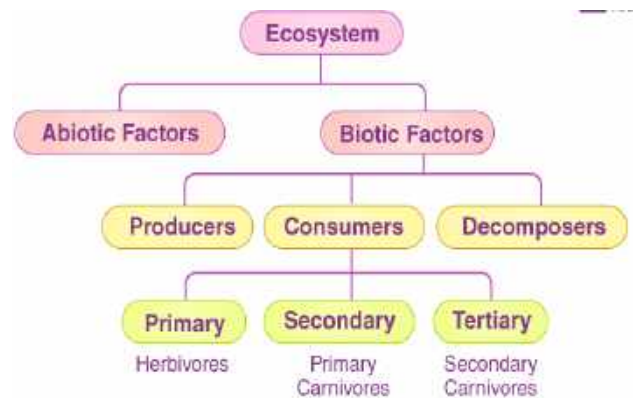 Ecosystem
Abiotic Factors
Biotic Factors
Producers
Consumers
Decomposers
Primary
Secondary
Tertiary
Herbivores
Primary
Carnivores
Secondary
Carnivores